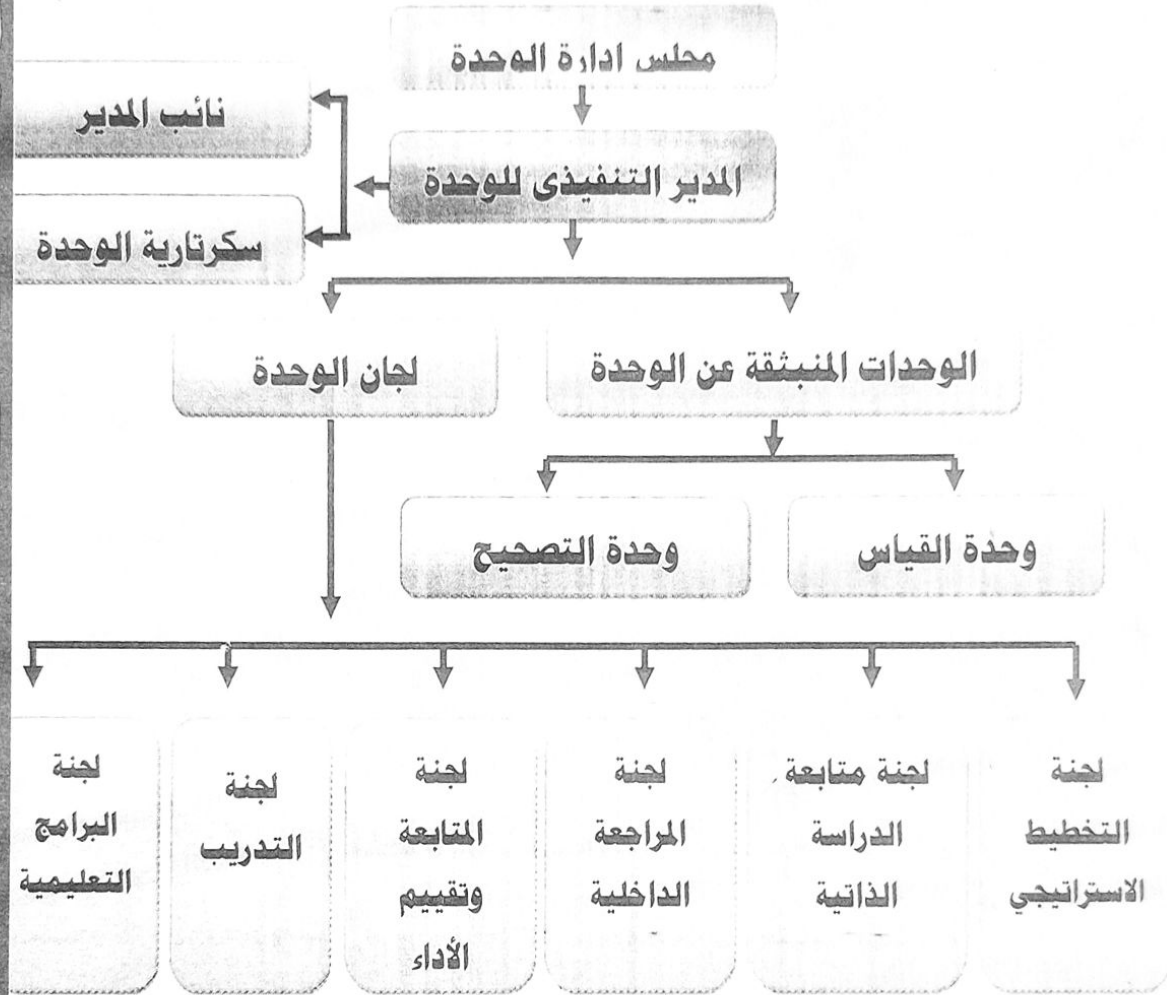 مجلس ادارة الوحدة
نائب المدير
المدير التنفيذى للوحدة
سكرتارية الوحدة
الوحدات المنبثقة عن الوحدة
لجان الوحدة
وحدة القياس
وحدة التصحيح
لجنة
التخطيط
الاستراتيجي
لجنة متابعة
الدراسة
الذاتية
لجنة
المراجعة
الداخلية
لجنة
المتابعة
وتقييم
الأداء
لجنة
التدريب
لجنة
البرامج
التعليمية